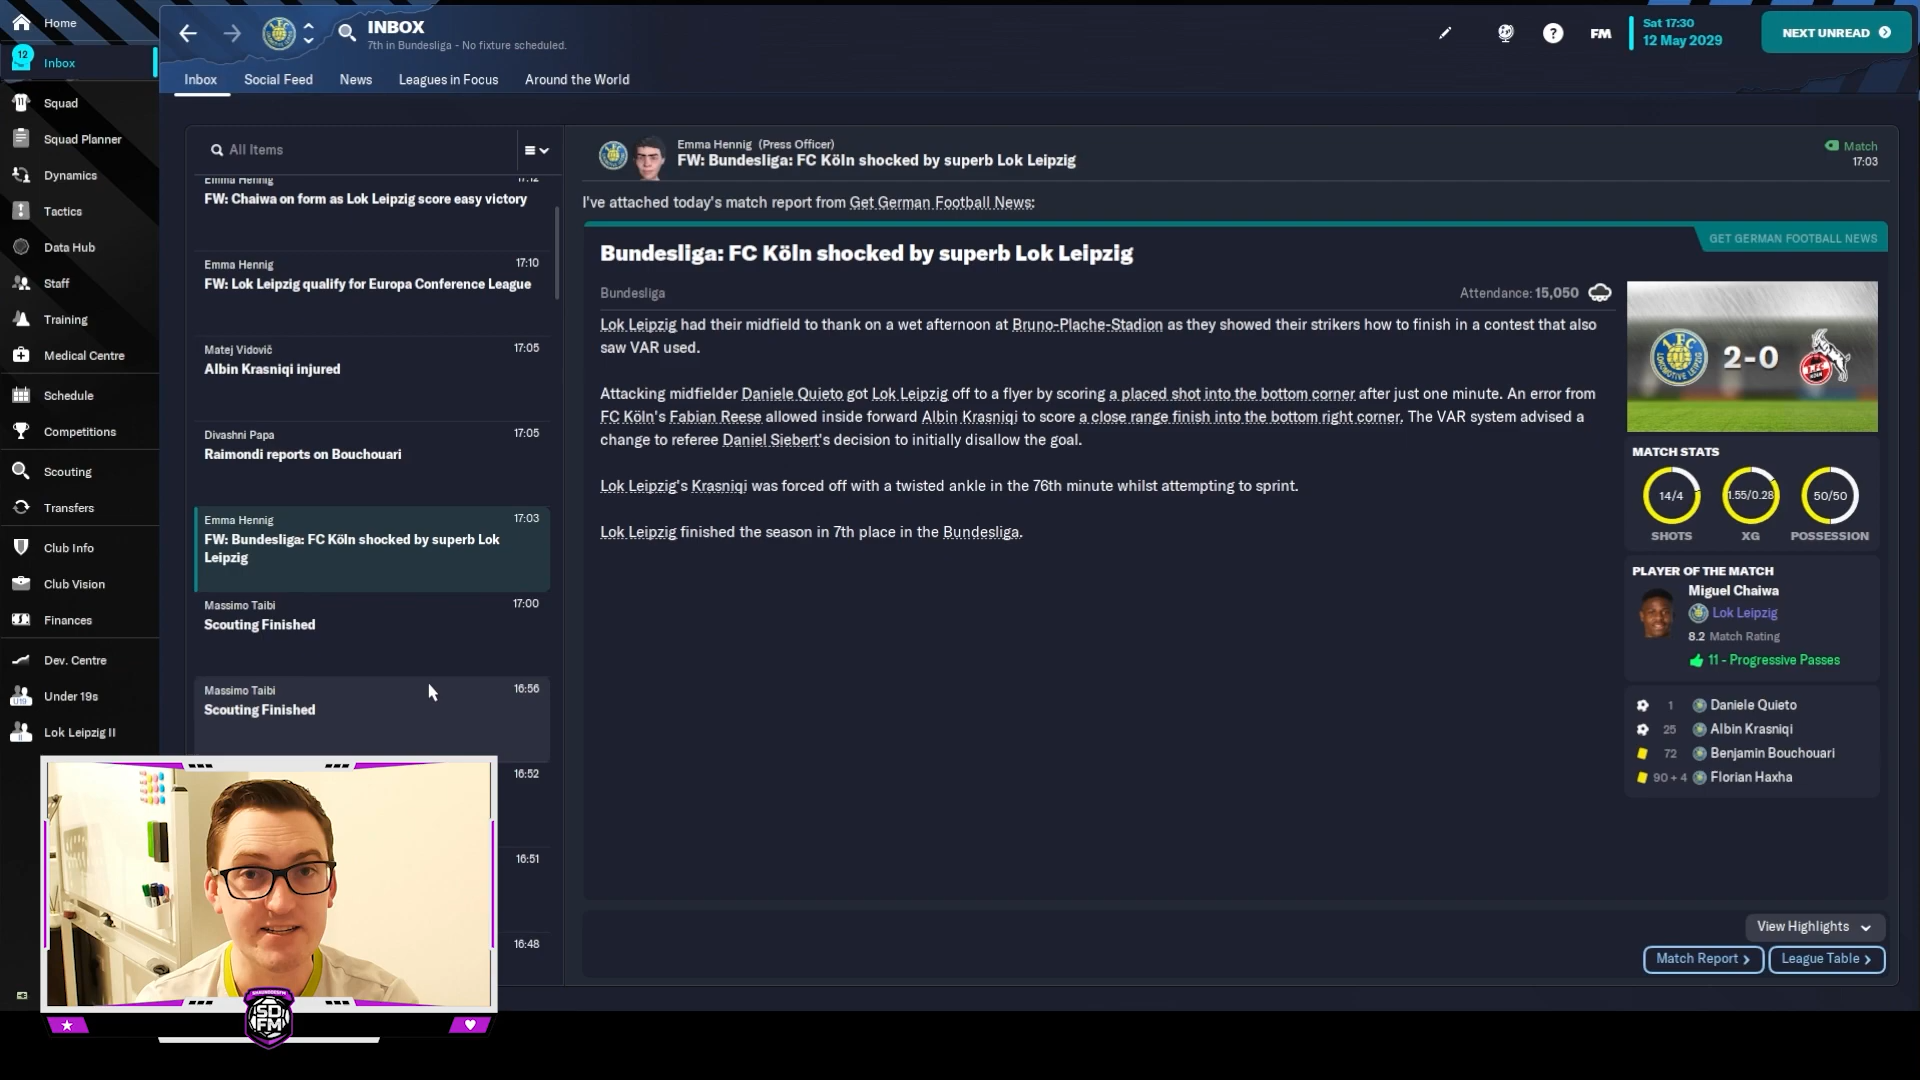 Home
12
Inbox
Squad
Squad Planner
Dynamics
Tactics
Data Hub
Staff
Training
Medical Centre
Schedule
Competitions
Scouting
Transfers
Club Info
Club Vision
Finances
Dev. Centre
Under 19s
Lok Leipzig II
INBOX
7th in Bundesliga - No fixture scheduled.
FM
Sat 17:30
12 May 2029
NEXT UNREAD
Inbox Social Feed News Leagues in Focus Around the World
All Items
Emma Hennig 17:12
FW: Chaiwa on form as Lok Leipzig score easy victory
Emma Hennig 17:10
FW: Lok Leipzig qualify for Europa Conference League
Matej Vidovič 17:05
Albin Krasniqi injured
Divashni Papa 17:05
Raimondi reports on Bouchouari
Emma Hennig 17:03
FW: Bundesliga: FC Köln shocked by superb Lok
Leipzig
Massimo Taibi 17:00
Scouting Finished
Massimo Taibi 16:56
Scouting Finished
16:52
16:51
16:48
Emma Hennig (Press Officer)
FW: Bundesliga: FC Köln shocked by superb Lok Leipzig
Match
17:03
I've attached today's match report from Get German Football News:
GET GERMAN FOOTBALL NEWS
Bundesliga: FC Köln shocked by superb Lok Leipzig
Bundesliga Attendance: 15,050
Lok Leipzig had their midfield to thank on a wet afternoon at Bruno-Plache-Stadion as they showed their strikers how to finish in a contest that also
saw VAR used.
Attacking midfielder Daniele Quieto got Lok Leipzig off to a flyer by scoring a placed shot into the bottom corner after just one minute. An error from
FC Köln's Fabian Reese allowed inside forward Albin Krasniqi to score a close range finish into the bottom right corner. The VAR system advised a
change to referee Daniel Siebert's decision to initially disallow the goal.
Lok Leipzig's Krasniqi was forced off with a twisted ankle in the 76th minute whilst attempting to sprint.
Lok Leipzig finished the season in 7th place in the Bundesliga.
2-0
MATCH STATS
14/4 1.55/0.28 50/50
SHOTS XG POSSESSION
PLAYER OF THE MATCH
Miguel Chaiwa
Lok Leipzig
8.2 Match Rating
11 - Progressive Passes
1 Daniele Quieto
25 Albin Krasniqi
72 Benjamin Bouchouari
90 + 4 Florian Haxha
View Highlights
Match Report
League Table
SD
FM